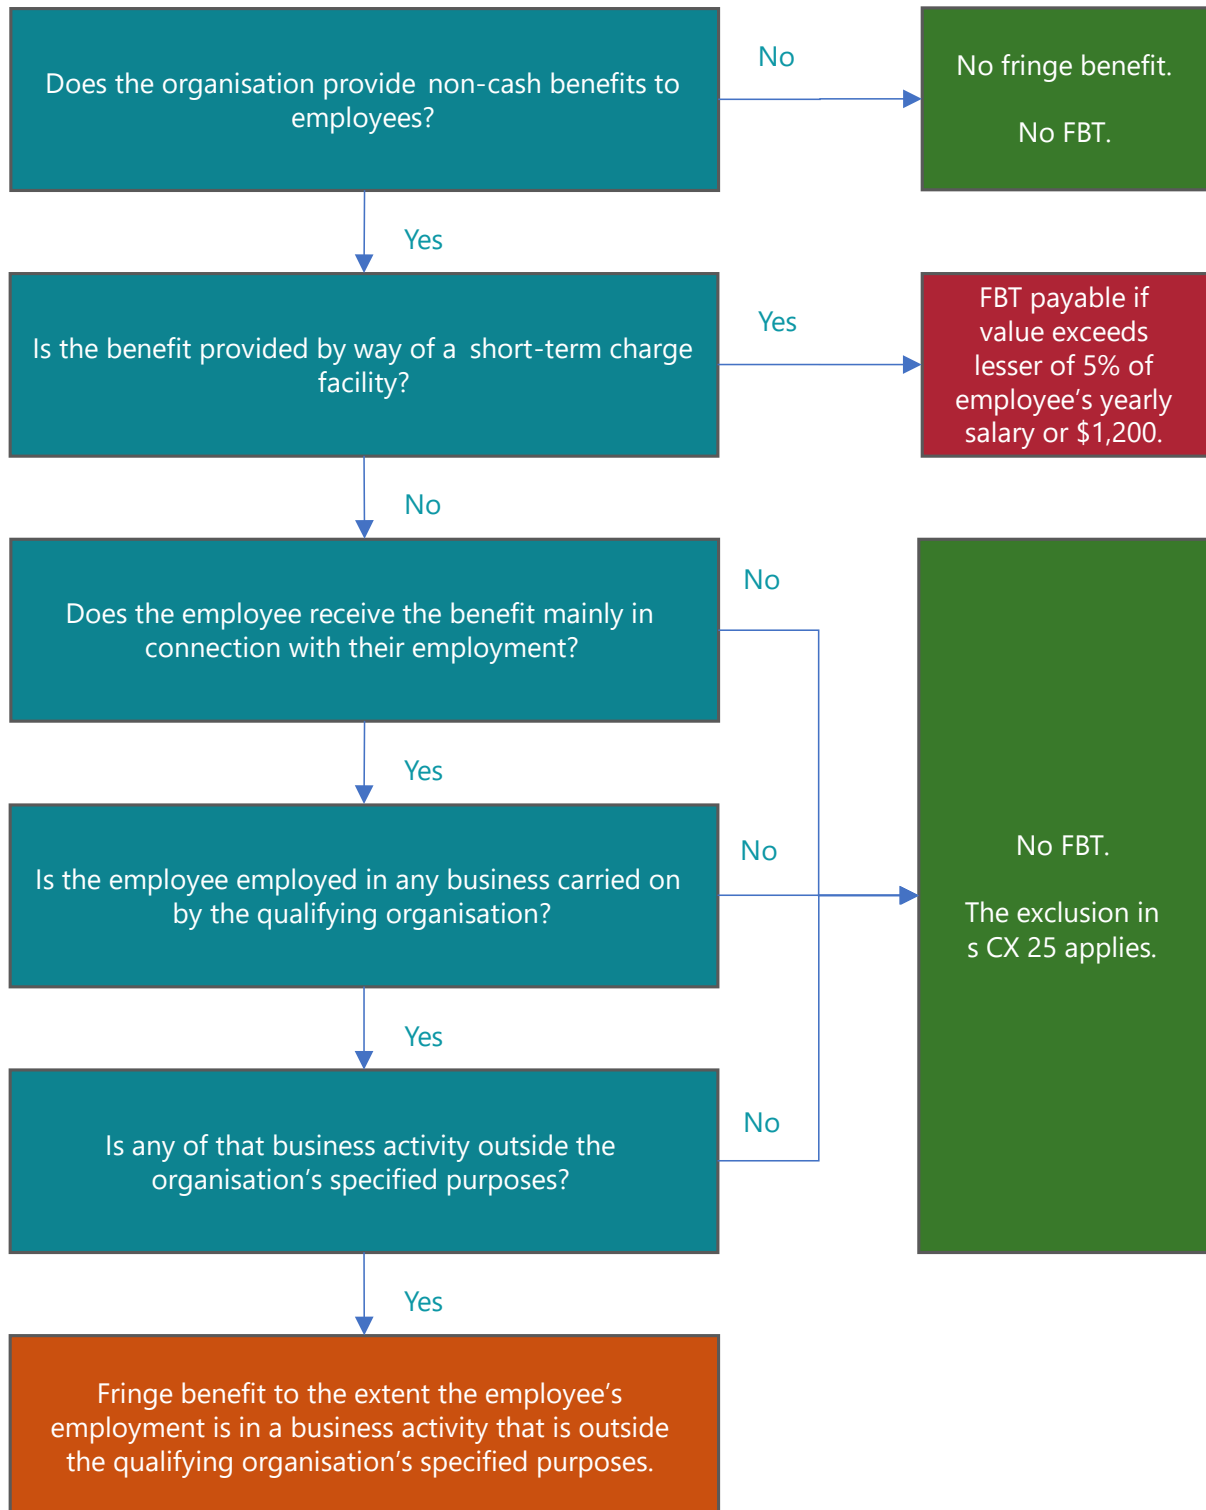 Does the organisation provide non-cash benefits to
employees?
No
No fringe benefit.
No FBT.
Yes
Is the benefit provided by way of a short-term charge
facility?
Yes
FBT payable if
value exceeds
lesser of 5% of
employee’s yearly
salary or $1,200.
No
Does the employee receive the benefit mainly in
connection with their employment?
No
Yes
Is the employee employed in any business carried on
by the qualifying organisation?
No
No FBT.
The exclusion in
s CX 25 applies.
Yes
Is any of that business activity outside the
organisation’s specified purposes?
No
Yes
Fringe benefit to the extent the employee’s
employment is in a business activity that is outside
the qualifying organisation’s specified purposes.